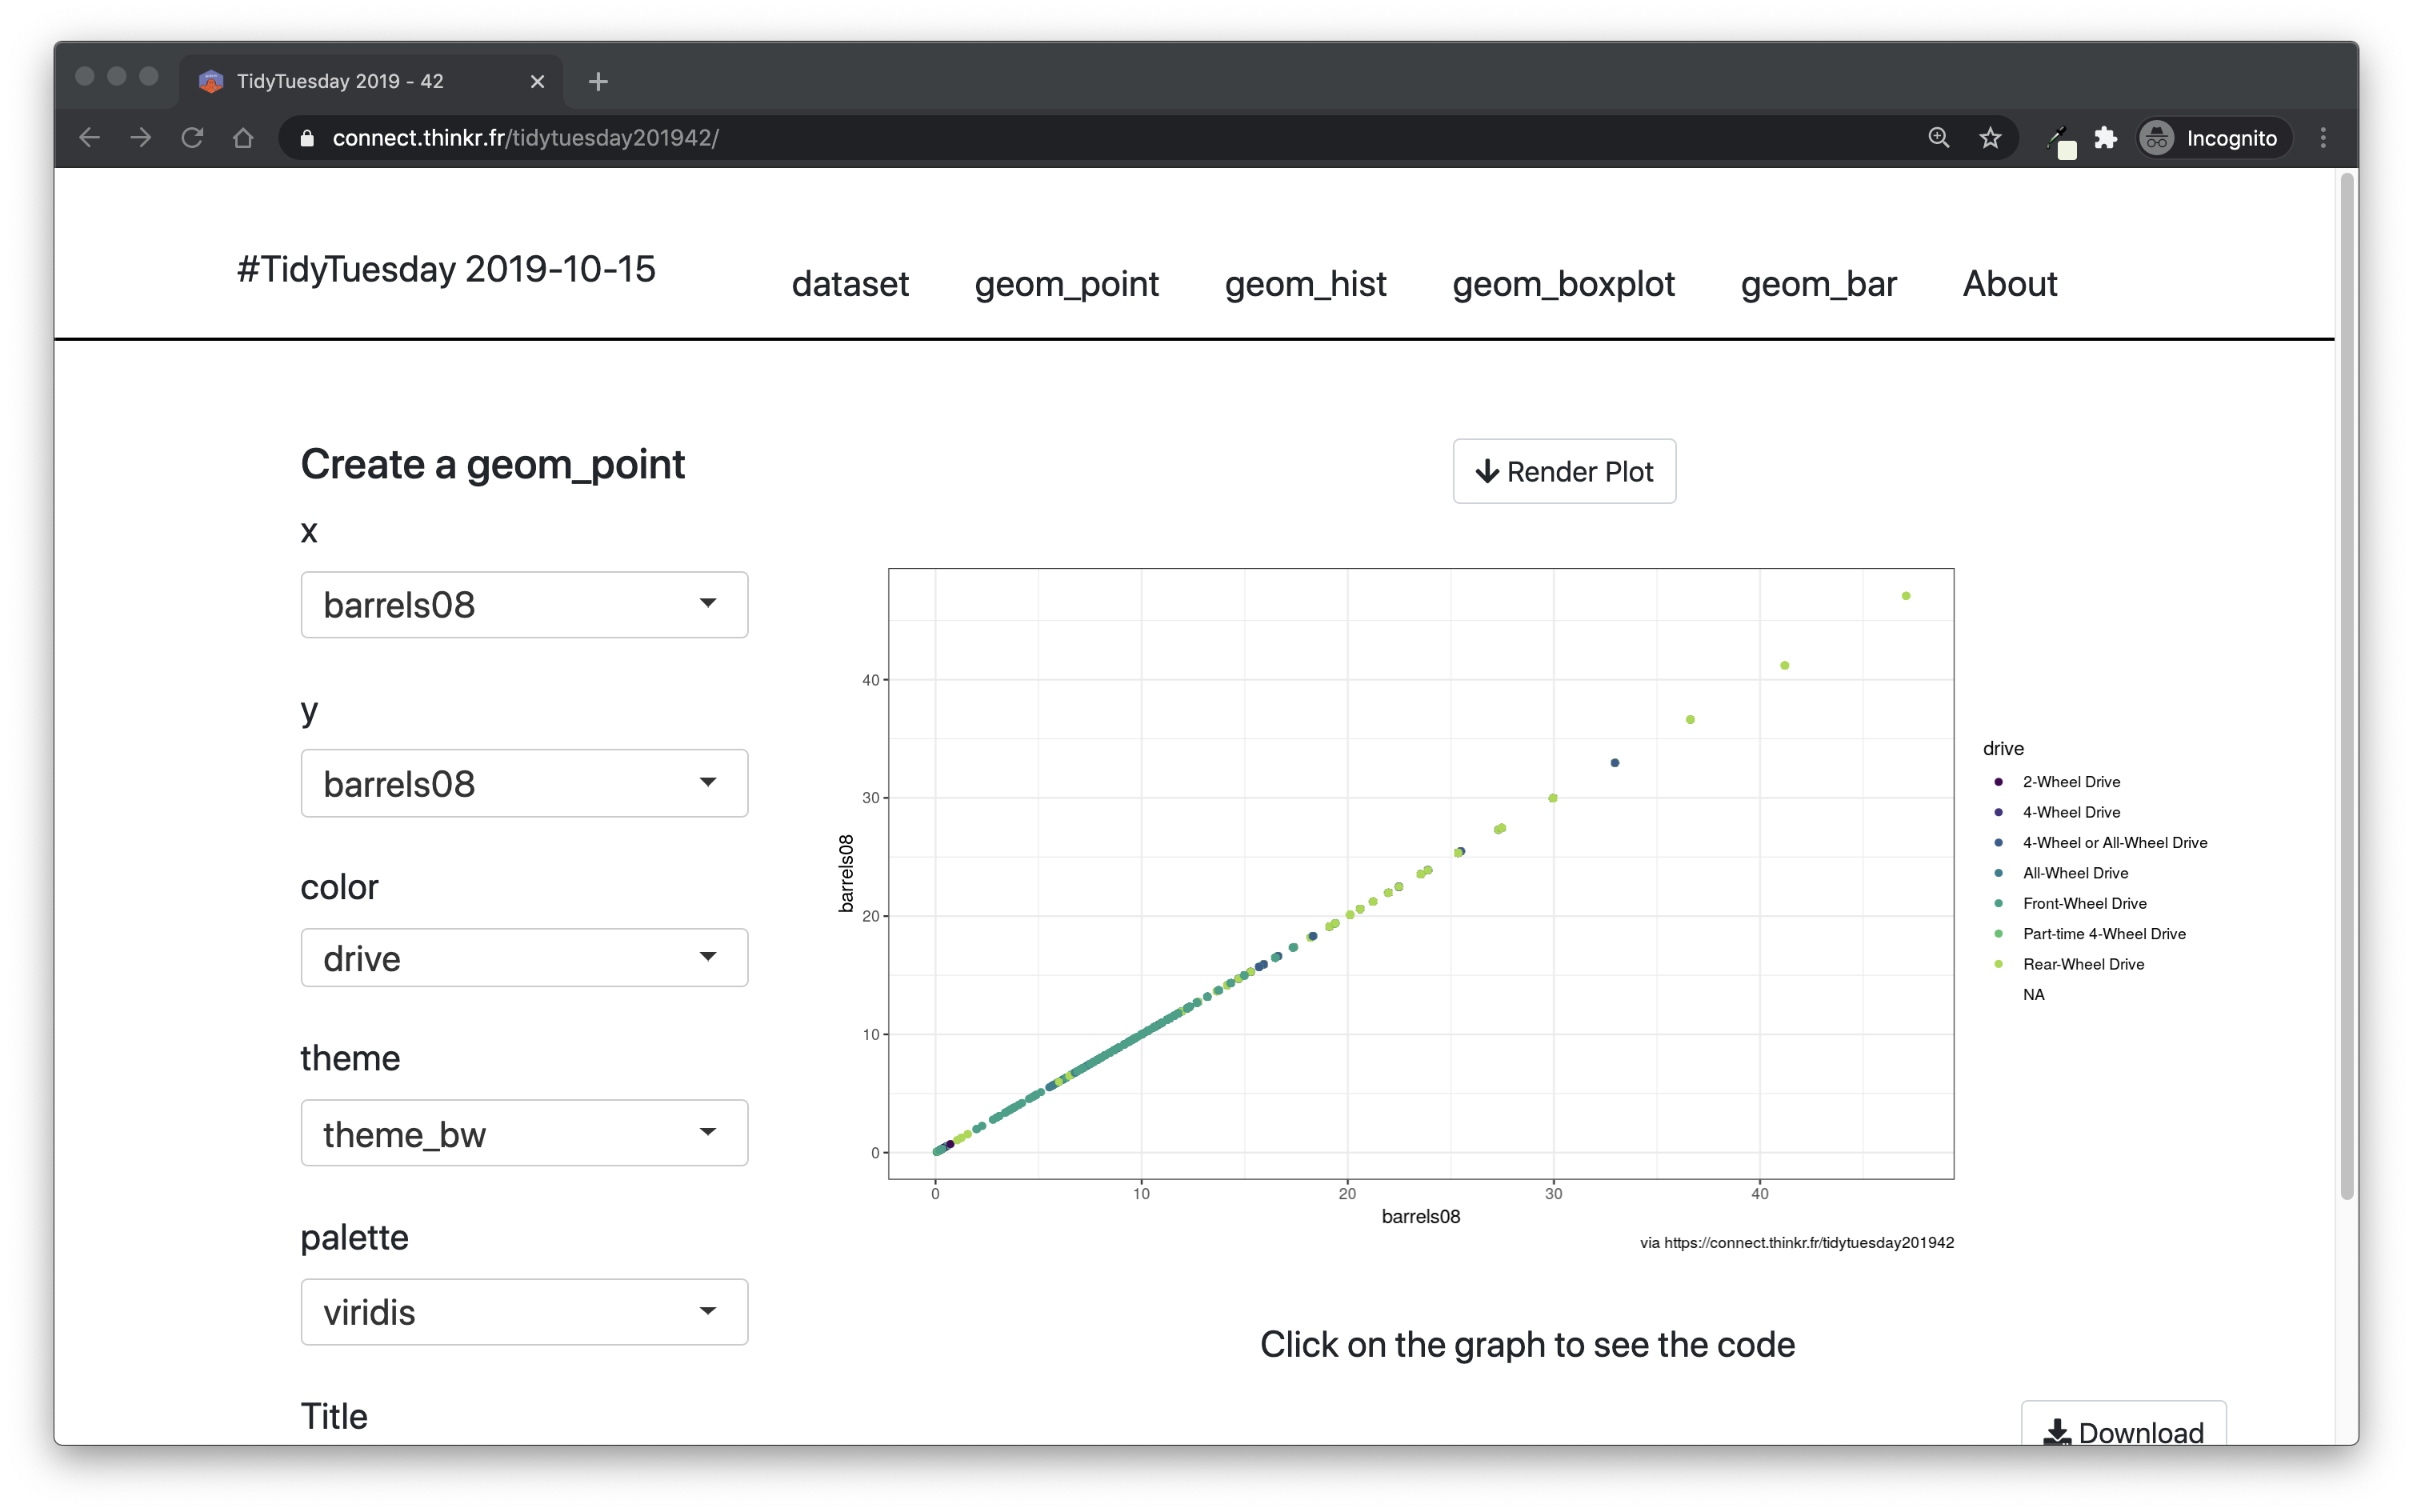 TidyTuesday 2019 - 42
connect.thinkr.fr/tidytuesday201942/
Incognito
#TidyTuesday 2019-10-15
dataset geom_point geom_hist geom_boxplot geom_bar About
Create a geom_point
x
barrels08
y
barrels08
color
drive
theme
theme_bw
palette
viridis
Title
Render Plot
barrels08
40
30
20
10
0
0 10 20 30 40
barrels08
via https://connect.thinkr.fr/tidytuesday201942
drive
2-Wheel Drive
4-Wheel Drive
4-Wheel or All-Wheel Drive
All-Wheel Drive
Front-Wheel Drive
Part-time 4-Wheel Drive
Rear-Wheel Drive
NA
Click on the graph to see the code
Download